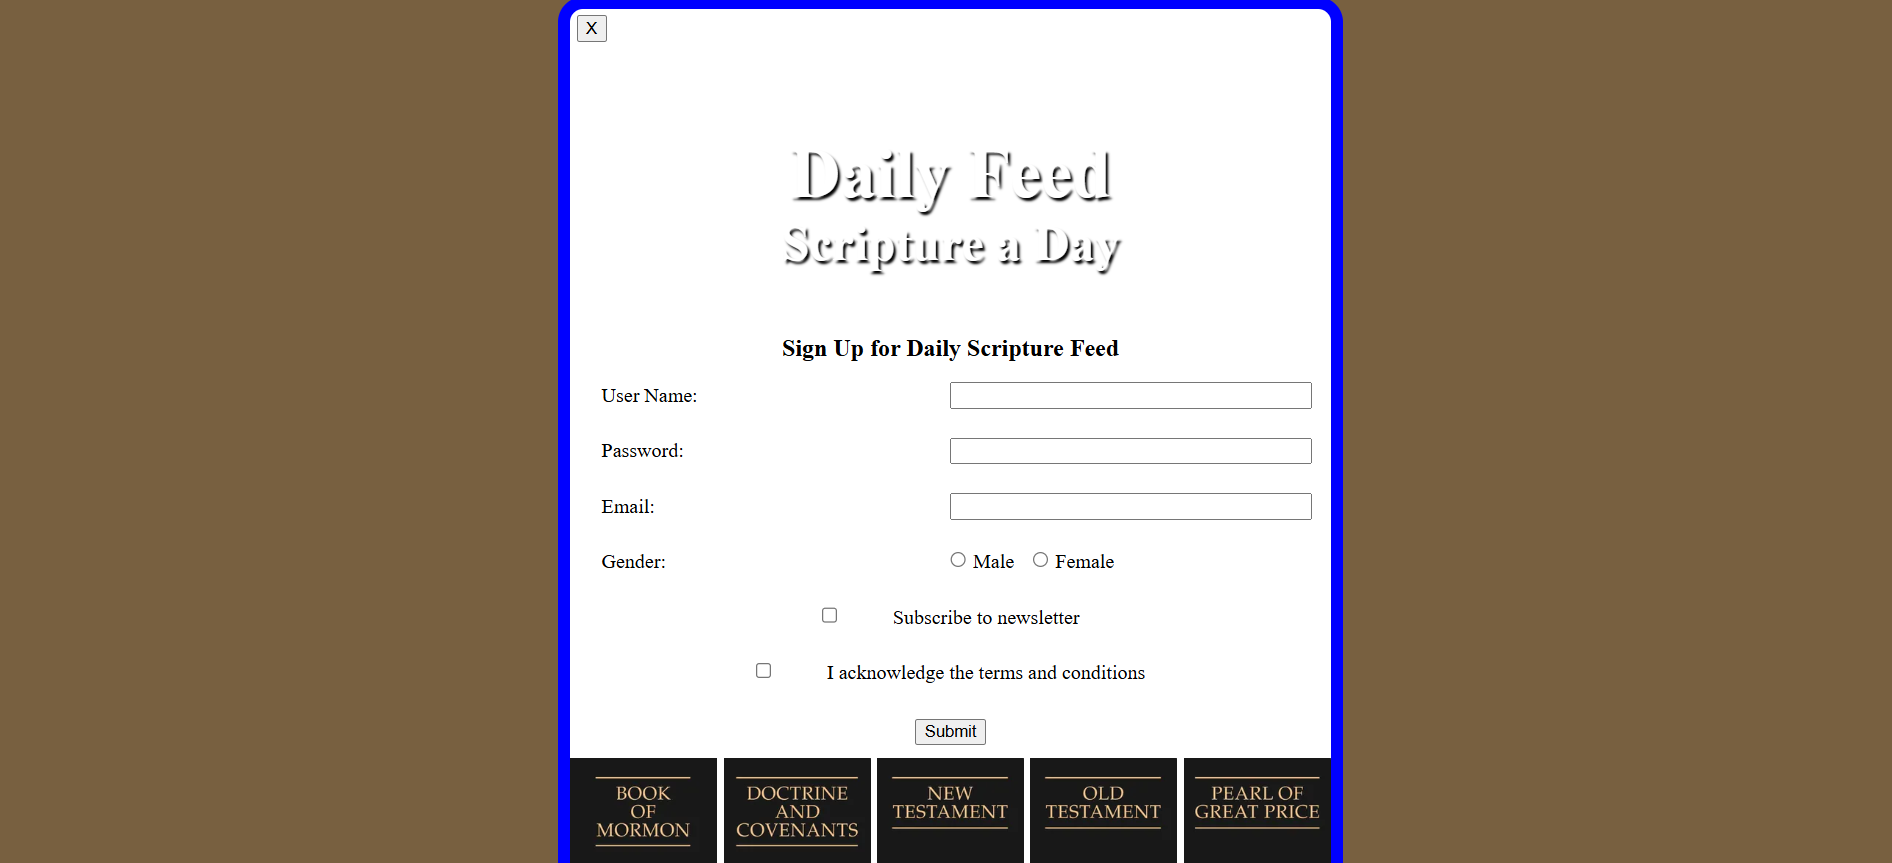 X
Daily Feed
Scripture a Day
Sign Up for Daily Scripture Feed
User Name:
Password:
Email:
Gender: Male Female
Subscribe to newsletter
I acknowledge the terms and conditions
Submit
BOOK
OF
MORMON
DOCTRINE
AND
COVENANTS
NEW
TESTAMENT
OLD
TESTAMENT
PEARL OF
GREAT PRICE